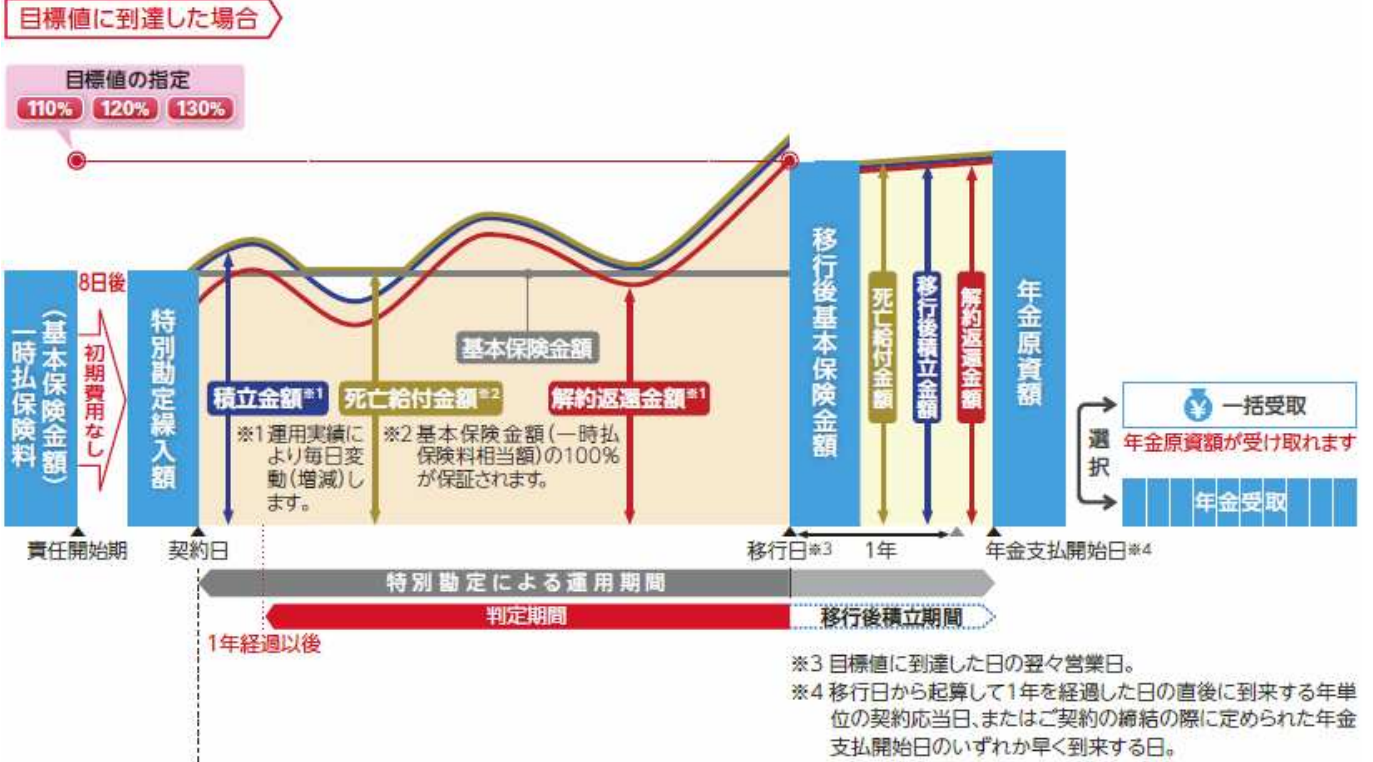 目標値に到達した場合
目標値の指定
110% 120% 130%
一時払保険料
(基本保険金額)
8日後
初期費用なし
特別勘定繰入額
基本保険金額
積立金額※1
※1運用実績に
より毎日変
動(増減)し
ます。
死亡給付金額※2
※2基本保険金額(一時払
保険料相当額)の100%
が保証されます。
解約返還金額※1
移行後基本保険金額
死亡給付金額
移行後積立金額
解約返還金額
年金原資額
選択
一括受取
年金原資額が受け取れます
年金受取
責任開始期
契約日
移行日※3
1年
年金支払開始日※4
特別勘定による運用期間
判定期間
移行後積立期間
1年経過以後
※3 目標値に到達した日の翌々営業日。
※4 移行日から起算して1年を経過した日の直後に到来する年単
位の契約応当日、またはご契約の締結の際に定められた年金
支払開始日のいずれか早く到来する日。